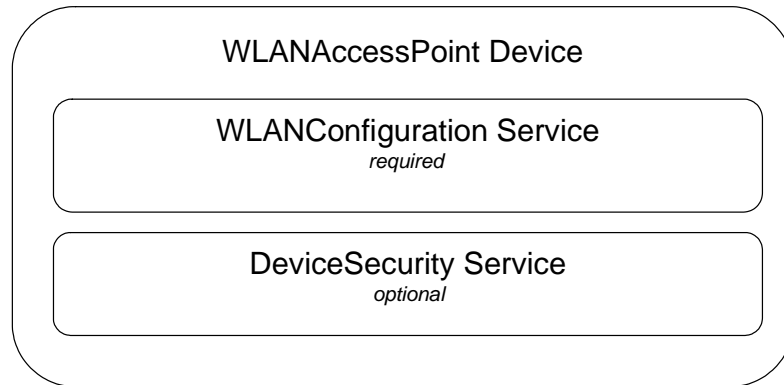 WLANAccessPoint Device
WLANConfiguration Service
required
DeviceSecurity Service
optional